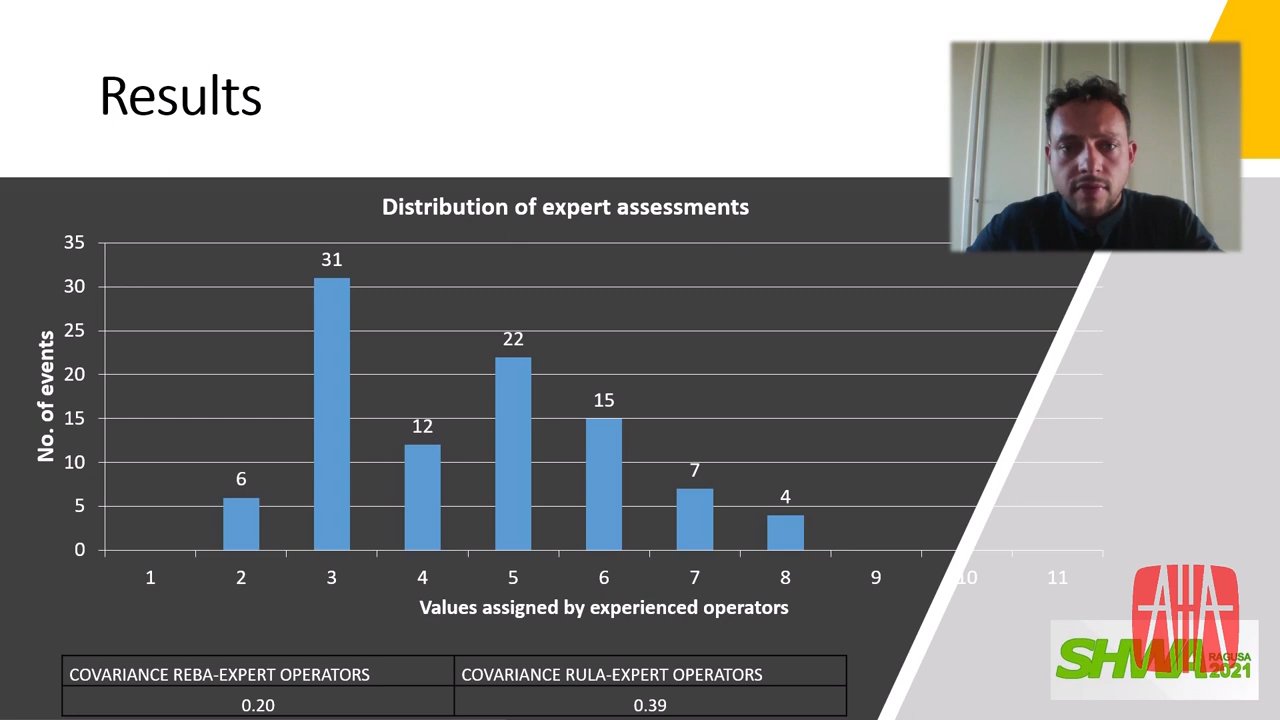 Results
Distribution of expert assessments
35
30
25
20
15
10
5
0
No. of events
6
31
12
22
15
7
4
1 2 3 4 5 6 7 8 9 10 11
Values assigned by experienced operators
COVARIANCE REBA-EXPERT OPERATORS COVARIANCE RULA-EXPERT OPERATORS
0.20 0.39
AHA
SHWA RAGUSA
2021